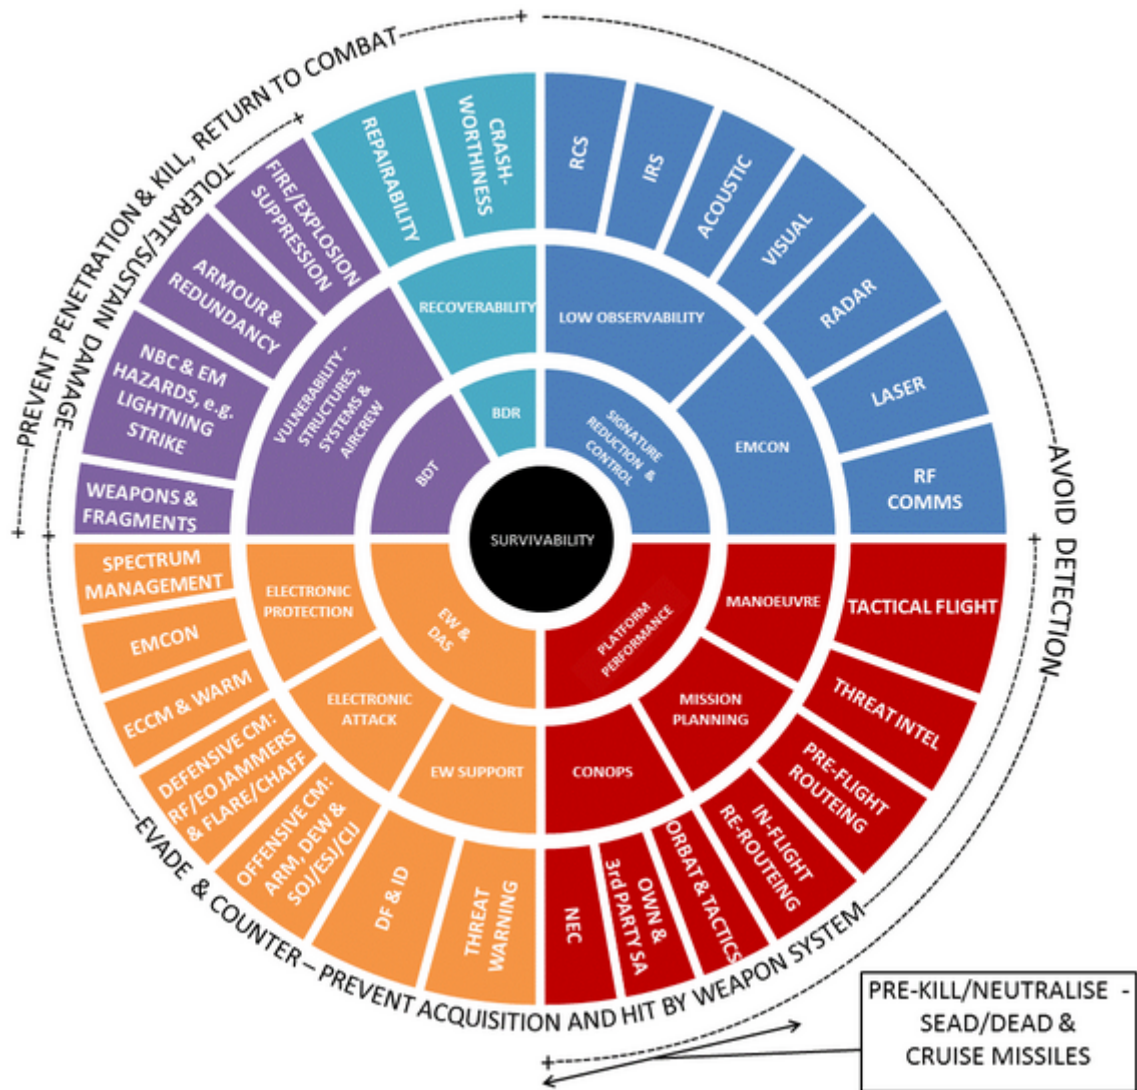 PREVENT PENETRATION & KILL, RETURN TO COMBAT
TOLERATE/SUSTAIN DAMAGE
AVOID DETECTION
EVADE & COUNTER – PREVENT ACQUISITION AND HIT BY WEAPON SYSTEM
PRE-KILL/NEUTRALISE -
SEAD/DEAD &
CRUISE MISSILES
SURVIVABILITY
SIGNATURE
REDUCTION &
CONTROL
LOW OBSERVABILITY
RCS
IRS
ACOUSTIC
VISUAL
EMCON
RADAR
LASER
RF
COMMS
PLATFORM
PERFORMANCE
MANOEUVRE
TACTICAL FLIGHT
MISSION
PLANNING
THREAT INTEL
PRE-FLIGHT
ROUTEING
IN-FLIGHT
RE-ROUTEING
CONOPS
ORBAT & TACTICS
OWN &
3rd PARTY SA
NEC
EW &
DAS
EW SUPPORT
THREAT
WARNING
DF & ID
ELECTRONIC
ATTACK
OFFENSIVE CM:
ARM, DEW &
SOJ/ESJ/CIJ
DEFENSIVE CM:
RF/EO JAMMERS
& FLARE/CHAFF
ELECTRONIC
PROTECTION
ECCM & WARM
EMCON
SPECTRUM
MANAGEMENT
BDT
VULNERABILITY -
STRUCTURES,
SYSTEMS &
AIRCREW
WEAPONS &
FRAGMENTS
NBC & EM
HAZARDS, e.g.
LIGHTNING
STRIKE
ARMOUR &
REDUNDANCY
FIRE/EXPLOSION
SUPPRESSION
BDR
RECOVERABILITY
REPAIRABILITY
CRASH-
WORTHINESS